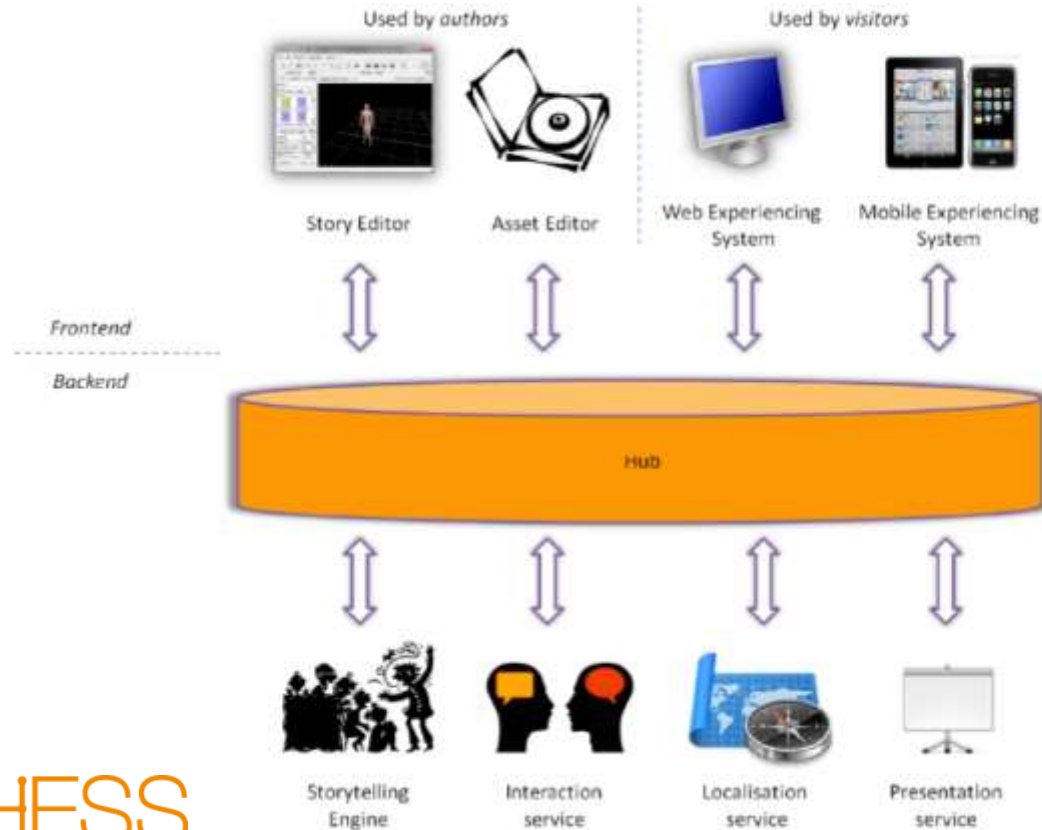 Used by authors
Used by visitors
Story Editor
Asset Editor
Web Experiencing
System
Mobile Experiencing
System
Frontend
Backend
Hub
Storytelling
Engine
Interaction
service
Localisation
service
Presentation
service